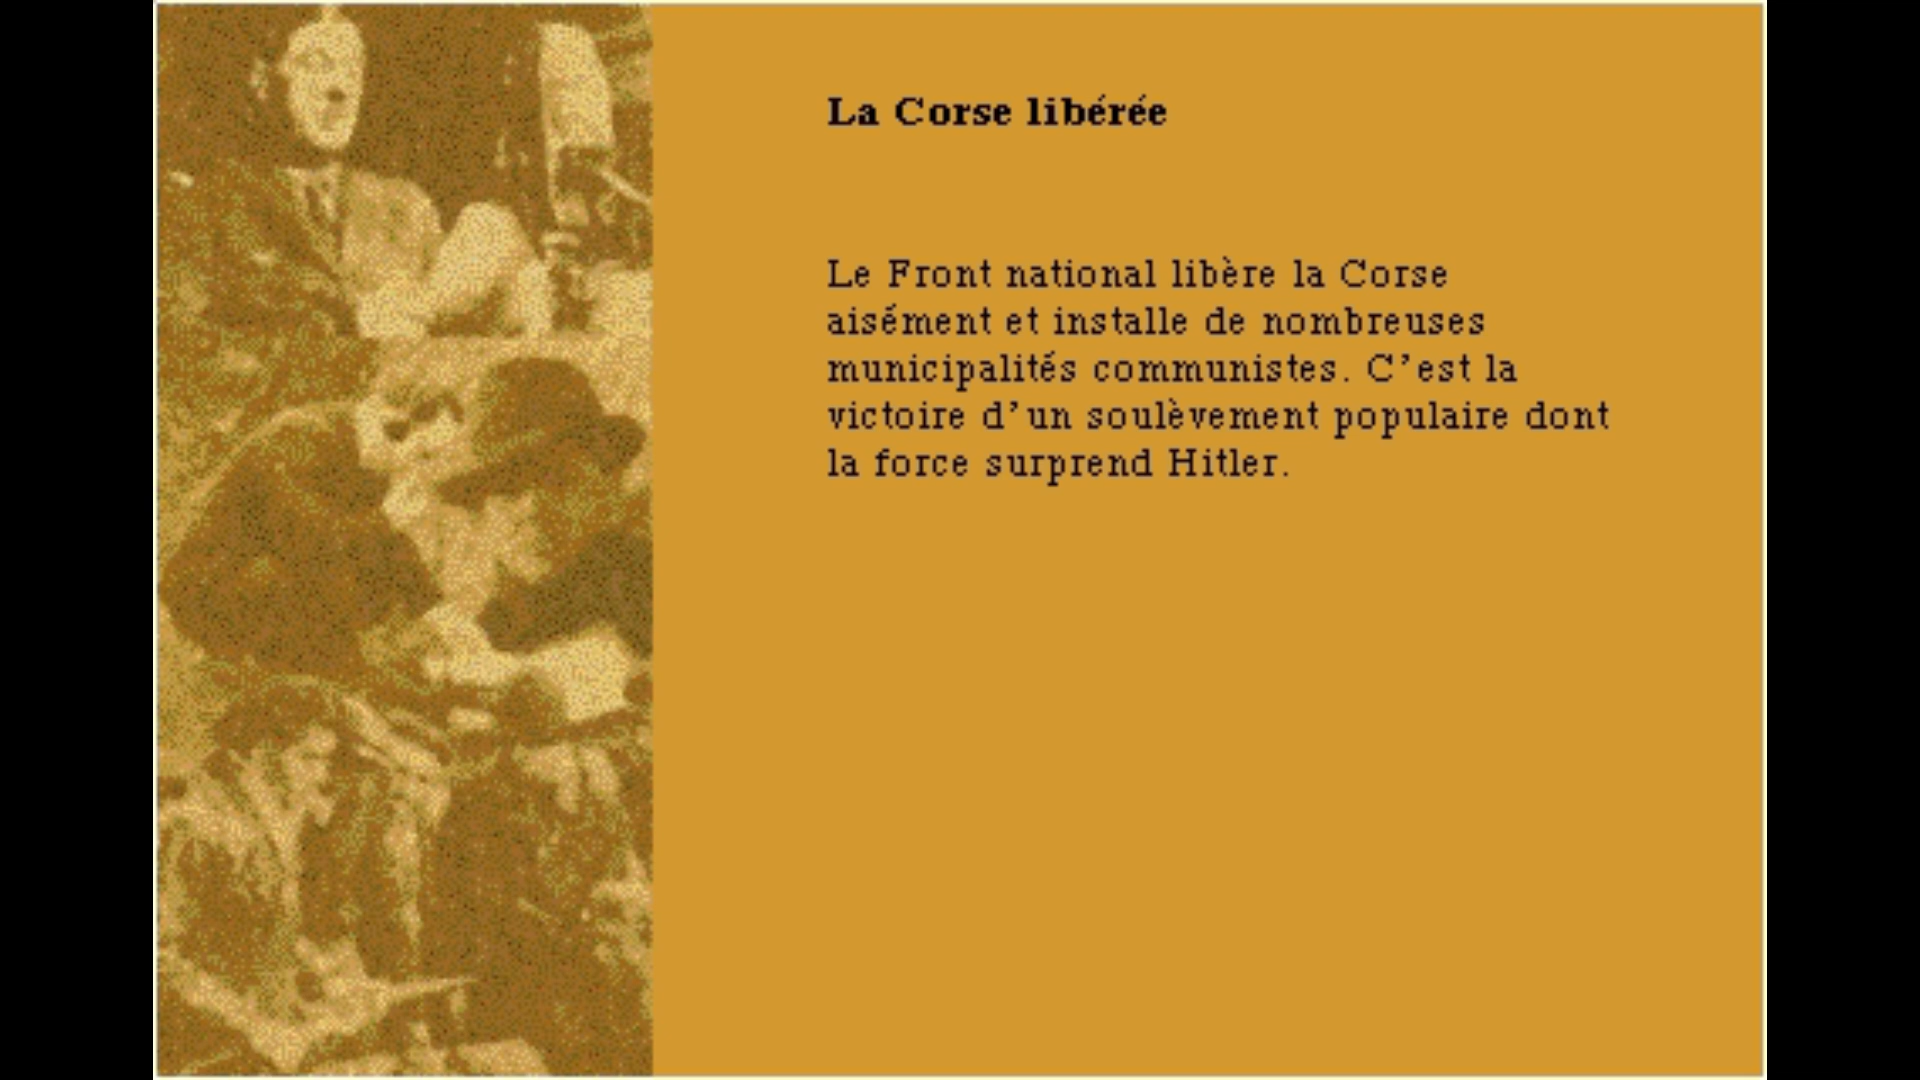 La Corse libérée
Le Front national libère la Corse
aisément et installe de nombreuses
municipalités communistes. C’est la
victoire d’un soulèvement populaire dont
la force surprend Hitler.